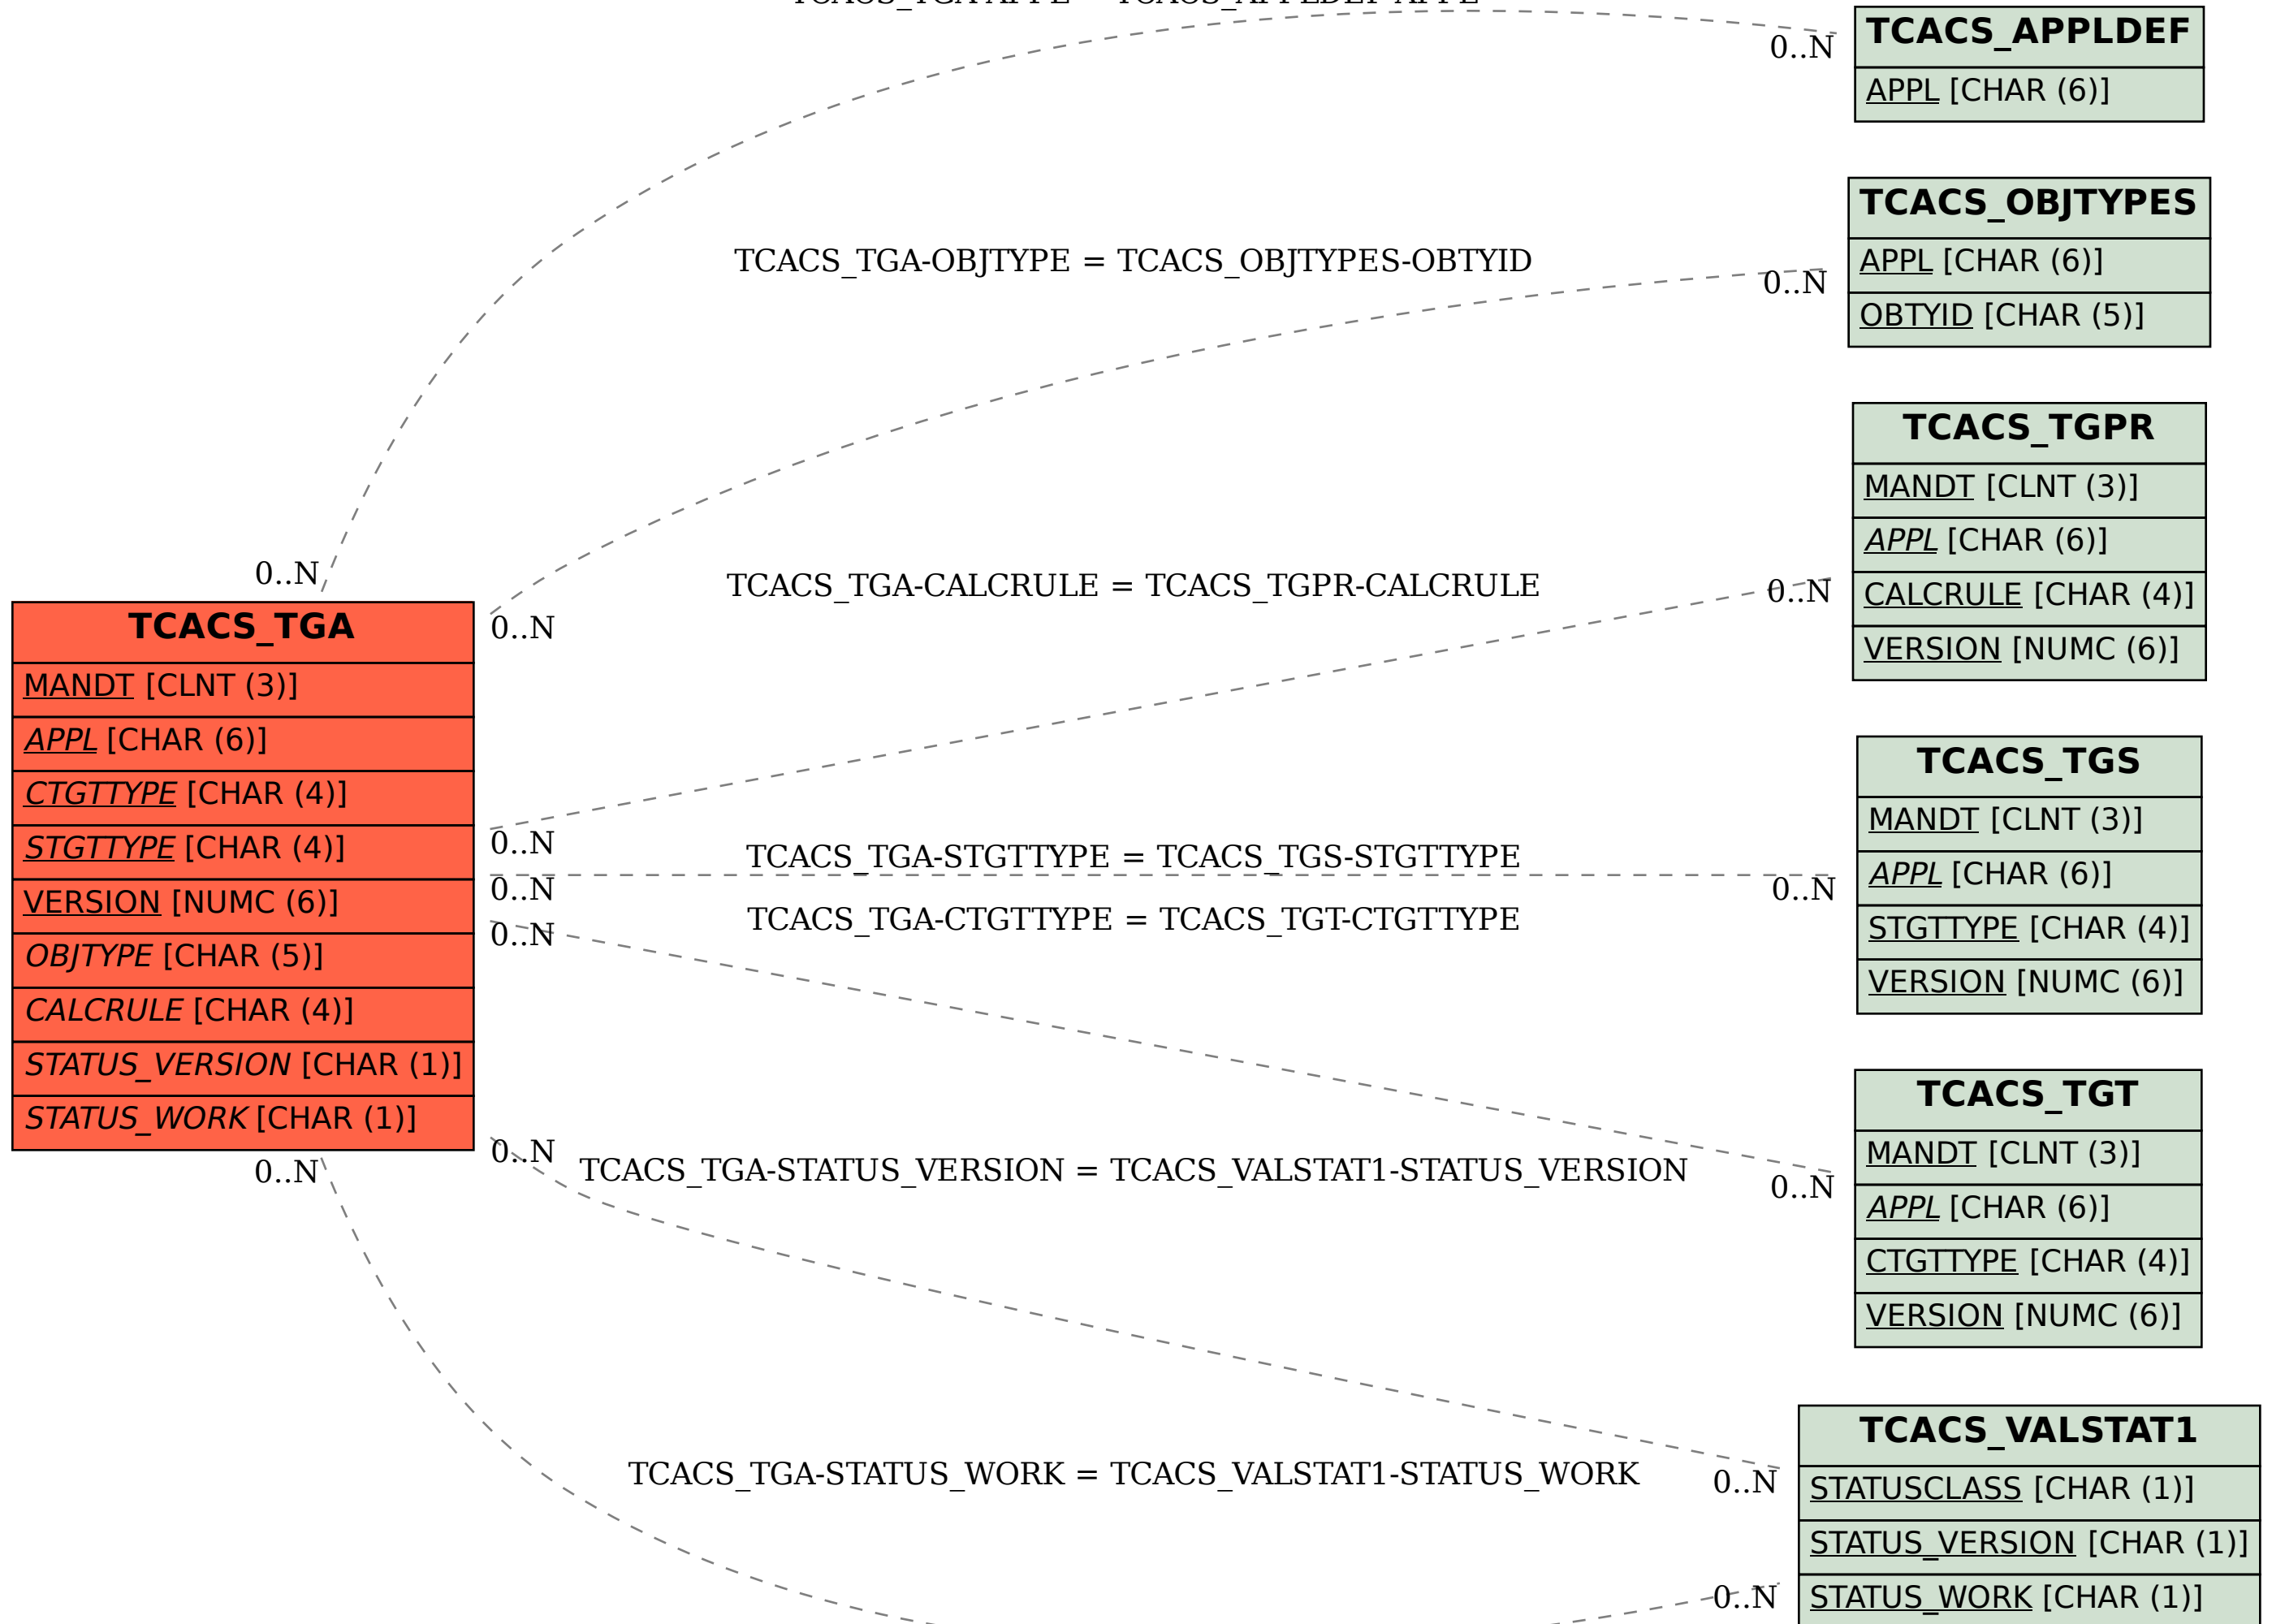 TCACS_TGA-APPL = TCACS_APPLDEF-APPL
0..N
TCACS_APPLDEF
APPL [CHAR (6)]
TCACS_OBJTYPES
APPL [CHAR (6)]
OBTYID [CHAR (5)]
TCACS_TGA-OBJTYPE = TCACS_OBJTYPES-OBTYID
0..N
TCACS_TGPR
MANDT [CLNT (3)]
APPL [CHAR (6)]
CALCRULE [CHAR (4)]
VERSION [NUMC (6)]
0..N
TCACS_TGA-CALCRULE = TCACS_TGPR-CALCRULE
0..N
0..N
TCACS_TGA
MANDT [CLNT (3)]
APPL [CHAR (6)]
CTGTTYPE [CHAR (4)]
STGTTYPE [CHAR (4)]
VERSION [NUMC (6)]
OBJTYPE [CHAR (5)]
CALCRULE [CHAR (4)]
STATUS_VERSION [CHAR (1)]
STATUS_WORK [CHAR (1)]
0..N
TCACS_TGA-STGTTYPE = TCACS_TGS-STGTTYPE
0..N
0..N
TCACS_TGA-CTGTTYPE = TCACS_TGT-CTGTTYPE
0..N
TCACS_TGS
MANDT [CLNT (3)]
APPL [CHAR (6)]
STGTTYPE [CHAR (4)]
VERSION [NUMC (6)]
TCACS_TGT
MANDT [CLNT (3)]
APPL [CHAR (6)]
CTGTTYPE [CHAR (4)]
VERSION [NUMC (6)]
0..N
0..N
0..N
TCACS_TGA-STATUS_VERSION = TCACS_VALSTAT1-STATUS_VERSION
TCACS_TGA-STATUS_WORK = TCACS_VALSTAT1-STATUS_WORK
0..N
0..N
TCACS_VALSTAT1
STATUSCLASS [CHAR (1)]
STATUS_VERSION [CHAR (1)]
STATUS_WORK [CHAR (1)]